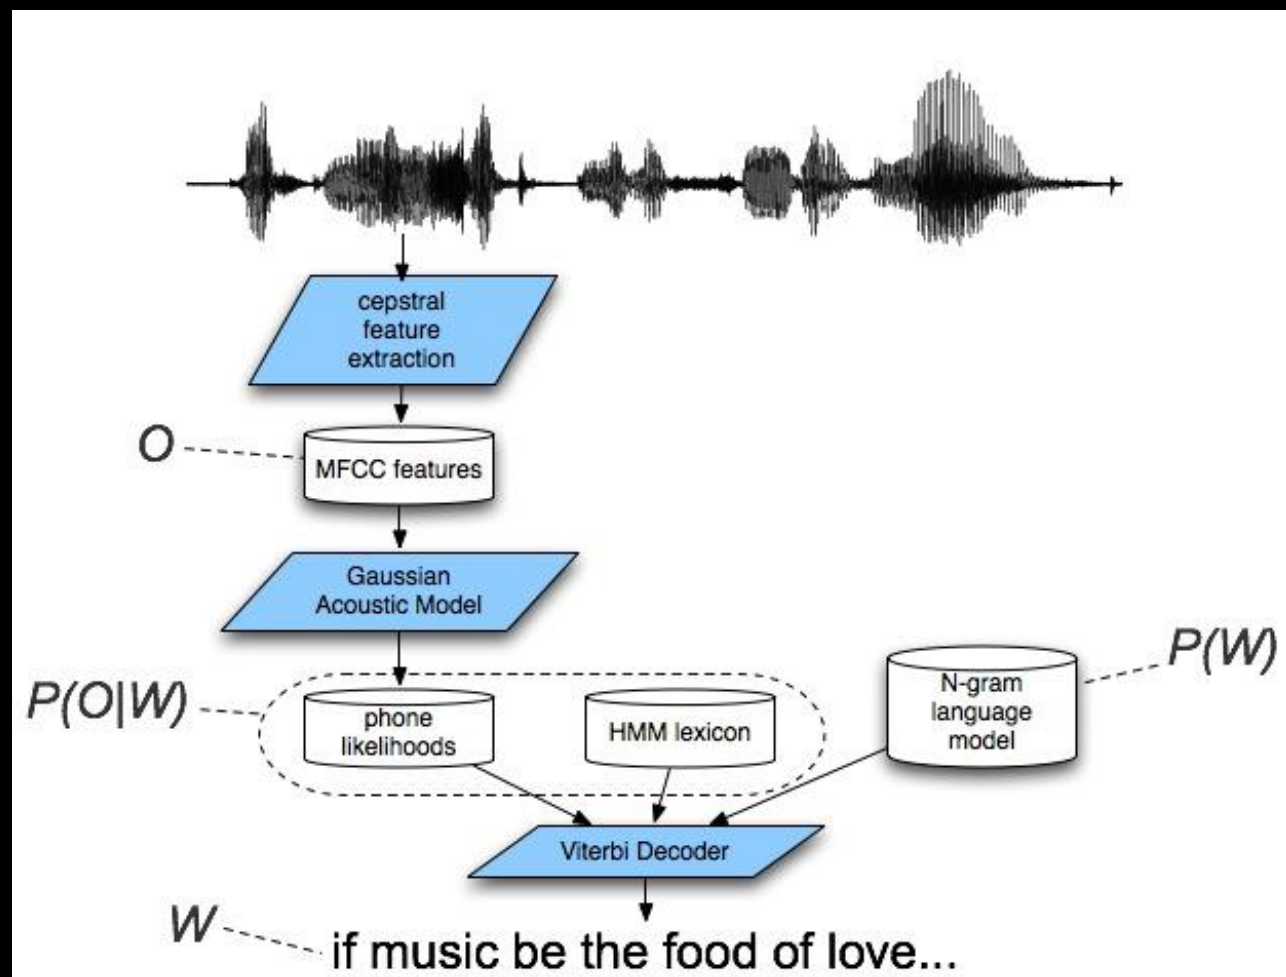 cepstral
feature
extraction
O
MFCC features
Gaussian
Acoustic Model
P(O|W)
phone
likelihoods
HMM lexicon
N-gram
language
model
P(W)
Viterbi Decoder
W
if music be the food of love...